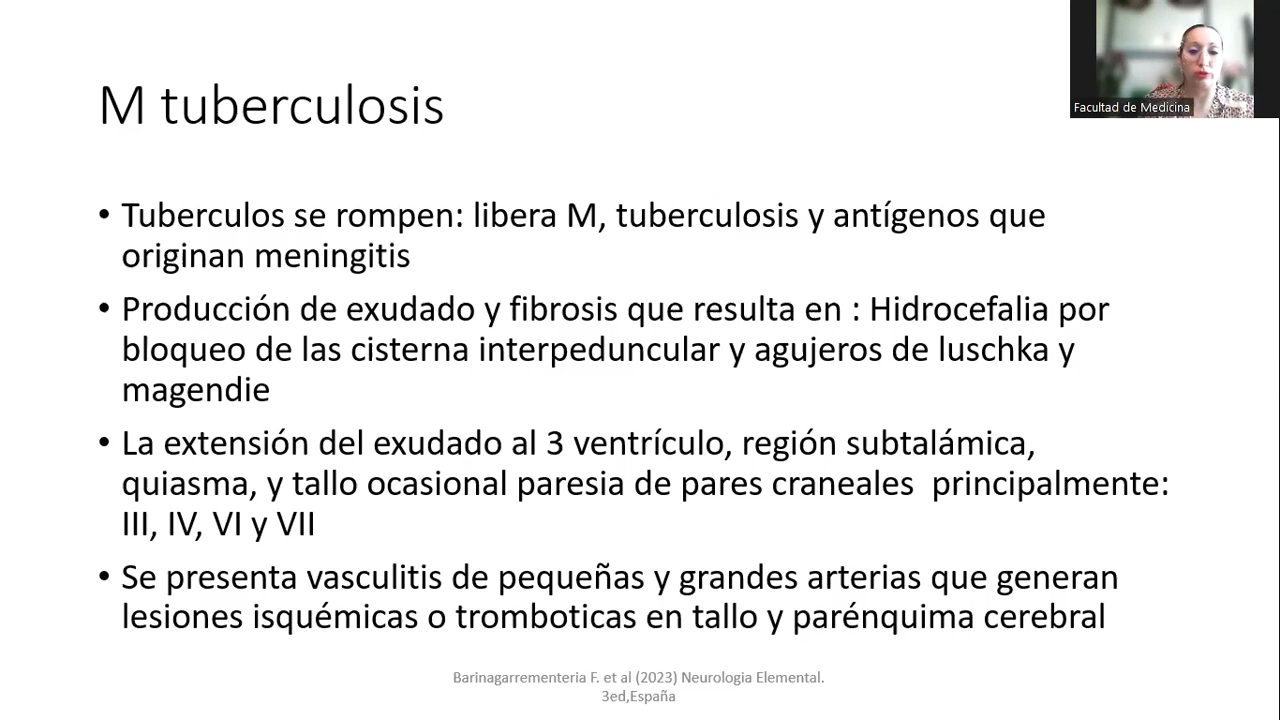 Facultad de Medicina
M tuberculosis
• Tuberculos se rompen: libera M, tuberculosis y antígenos que
originan meningitis
• Producción de exudado y fibrosis que resulta en : Hidrocefalia por
bloqueo de las cisterna interpeduncular y agujeros de luschka y
magendie
• La extensión del exudado al 3 ventrículo, región subtalámica,
quiasma, y tallo ocasional paresia de pares craneales  principalmente:
III, IV, VI y VII
• Se presenta vasculitis de pequeñas y grandes arterias que generan
lesiones isquémicas o tromboticas en tallo y parénquima cerebral
Barinagarrementeria F. et al (2023) Neurologia Elemental.
3ed,España